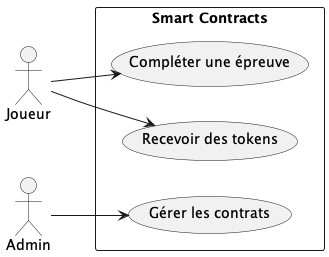 Smart Contracts
Compléter une épreuve
Joueur
Recevoir des tokens
Gérer les contrats
Admin